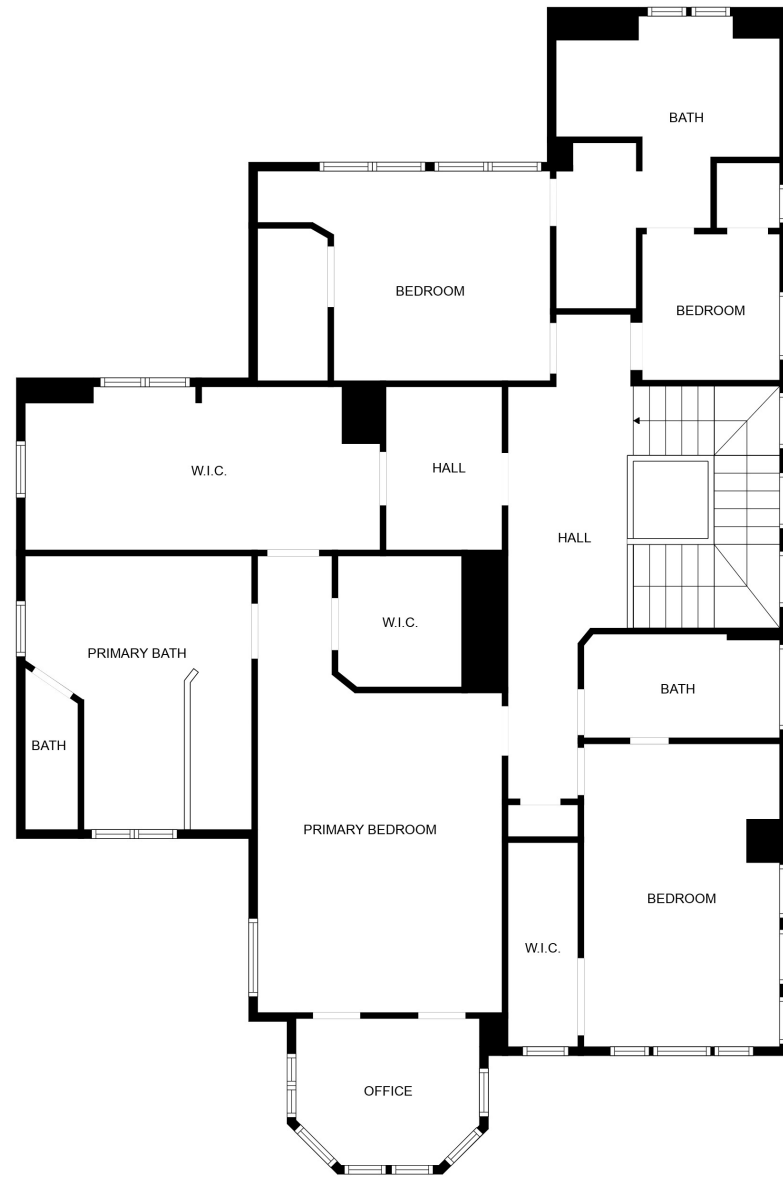 BATH
BEDROOM
BEDROOM
W.I.C.
HALL
HALL
W.I.C.
PRIMARY BATH
BATH
BATH
PRIMARY BEDROOM
BEDROOM
W.I.C.
OFFICE